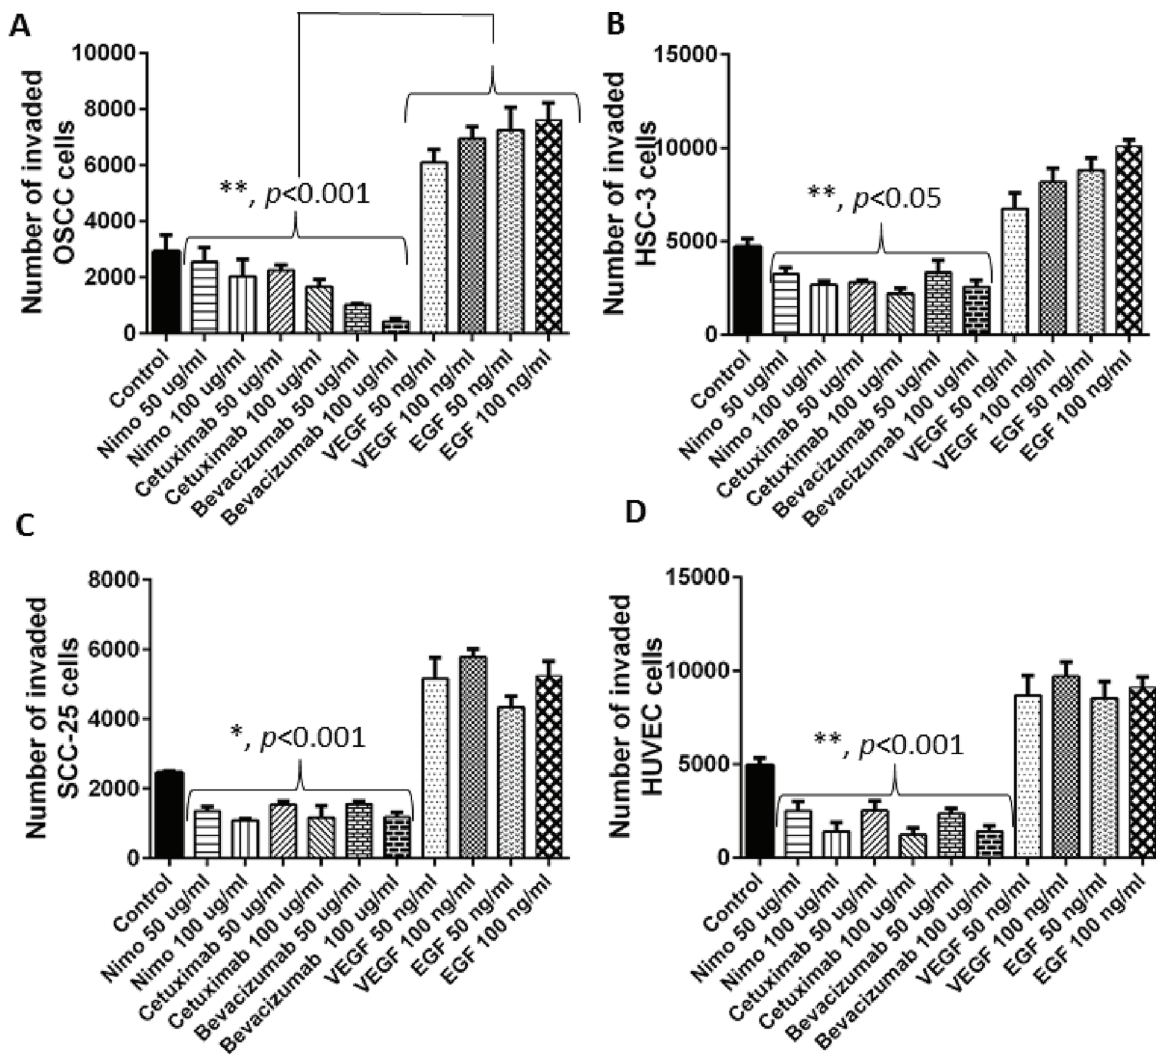 A
Number of invaded
OSCC cells
10000
8000
6000
4000
2000
0
**, p<0.001
Control
Nimo 50 ug/ml
Nimo 100 ug/ml
Cetuximab 50 ug/ml
Cetuximab 100 ug/ml
Bevacizumab 50 ug/ml
Bevacizumab 100 ug/ml
VEGF 50 ng/ml
VEGF 100 ng/ml
EGF 50 ng/ml
EGF 100 ng/ml
B
Number of invaded
HSC-3 cells
15000
10000
5000
0
**, p<0.05
Control
Nimo 50 ug/ml
Nimo 100 ug/ml
Cetuximab 50 ug/ml
Cetuximab 100 ug/ml
Bevacizumab 50 ug/ml
Bevacizumab 100 ug/ml
VEGF 50 ng/ml
VEGF 100 ng/ml
EGF 50 ng/ml
EGF 100 ng/ml
C
Number of invaded
SCC-25 cells
8000
6000
4000
2000
0
*, p<0.001
Control
Nimo 50 ug/ml
Nimo 100 ug/ml
Cetuximab 50 ug/ml
Cetuximab 100 ug/ml
Bevacizumab 50 ug/ml
Bevacizumab 100 ug/ml
VEGF 50 ng/ml
VEGF 100 ng/ml
EGF 50 ng/ml
EGF 100 ng/ml
D
Number of invaded
HUVEC cells
15000
10000
5000
0
**, p<0.001
Control
Nimo 50 ug/ml
Nimo 100 ug/ml
Cetuximab 50 ug/ml
Cetuximab 100 ug/ml
Bevacizumab 50 ug/ml
Bevacizumab 100 ug/ml
VEGF 50 ng/ml
VEGF 100 ng/ml
EGF 50 ng/ml
EGF 100 ng/ml